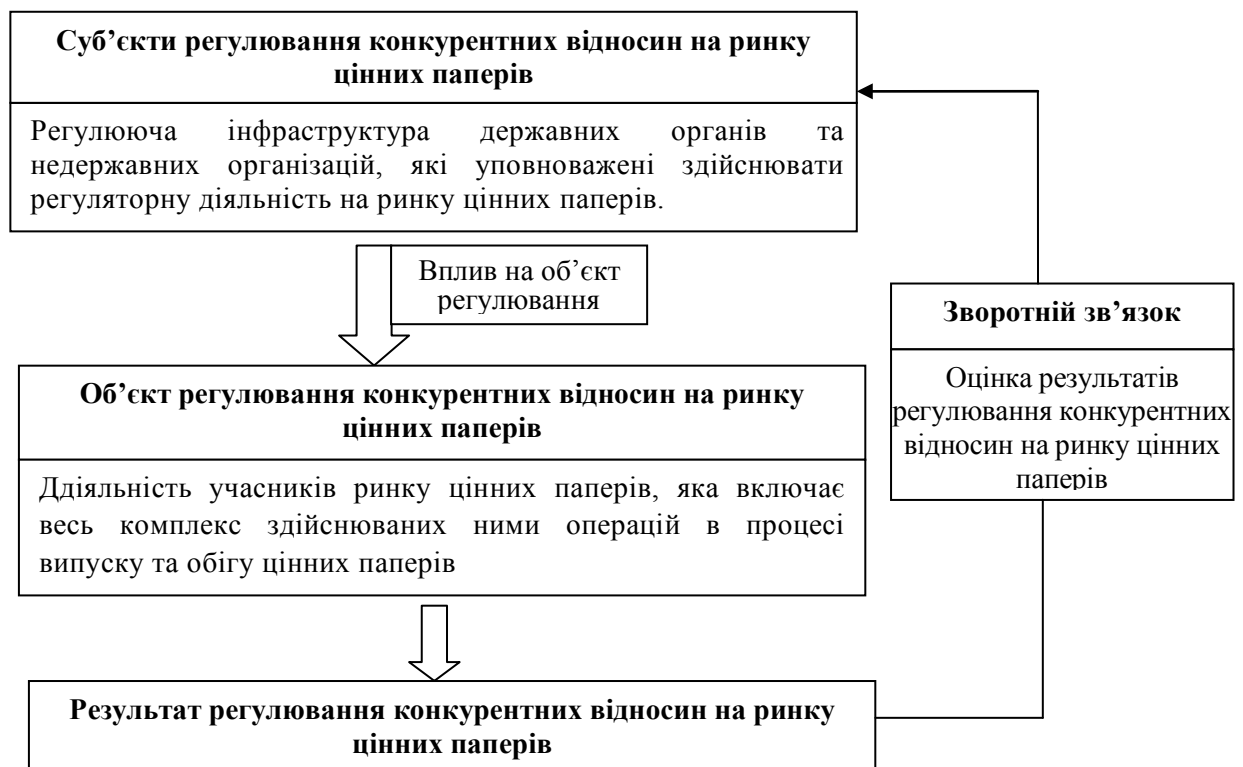 Суб’єкти регулювання конкурентних відносин на ринку
цінних паперів
Регулююча інфраструктура державних органів та
недержавних організацій, які уповноважені здійснювати
регуляторну діяльність на ринку цінних паперів.
Вплив на об’єкт
регулювання
Зворотній зв’язок
Оцінка результатів
регулювання конкурентних
відносин на ринку цінних
паперів
Об’єкт регулювання конкурентних відносин на ринку
цінних паперів
Ддіяльність учасників ринку цінних паперів, яка включає
весь комплекс здійснюваних ними операцій в процесі
випуску та обігу цінних паперів
Результат регулювання конкурентних відносин на ринку
цінних паперів